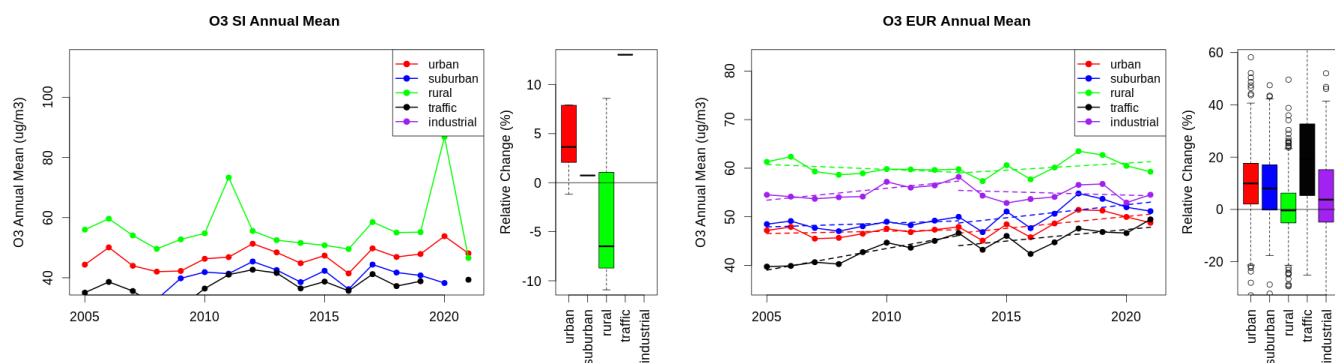 O3 SI Annual Mean
O3 Annual Mean (ug/m3)
100
80
60
40
2005
2010
2015
2020
urban
suburban
rural
traffic
industrial
Relative Change (%)
10
5
0
-5
-10
urban
suburban
rural
traffic
industrial
O3 EUR Annual Mean
O3 Annual Mean (ug/m3)
80
70
60
50
40
2005
2010
2015
2020
urban
suburban
rural
traffic
industrial
Relative Change (%)
60
40
20
0
-20
urban
suburban
rural
traffic
industrial